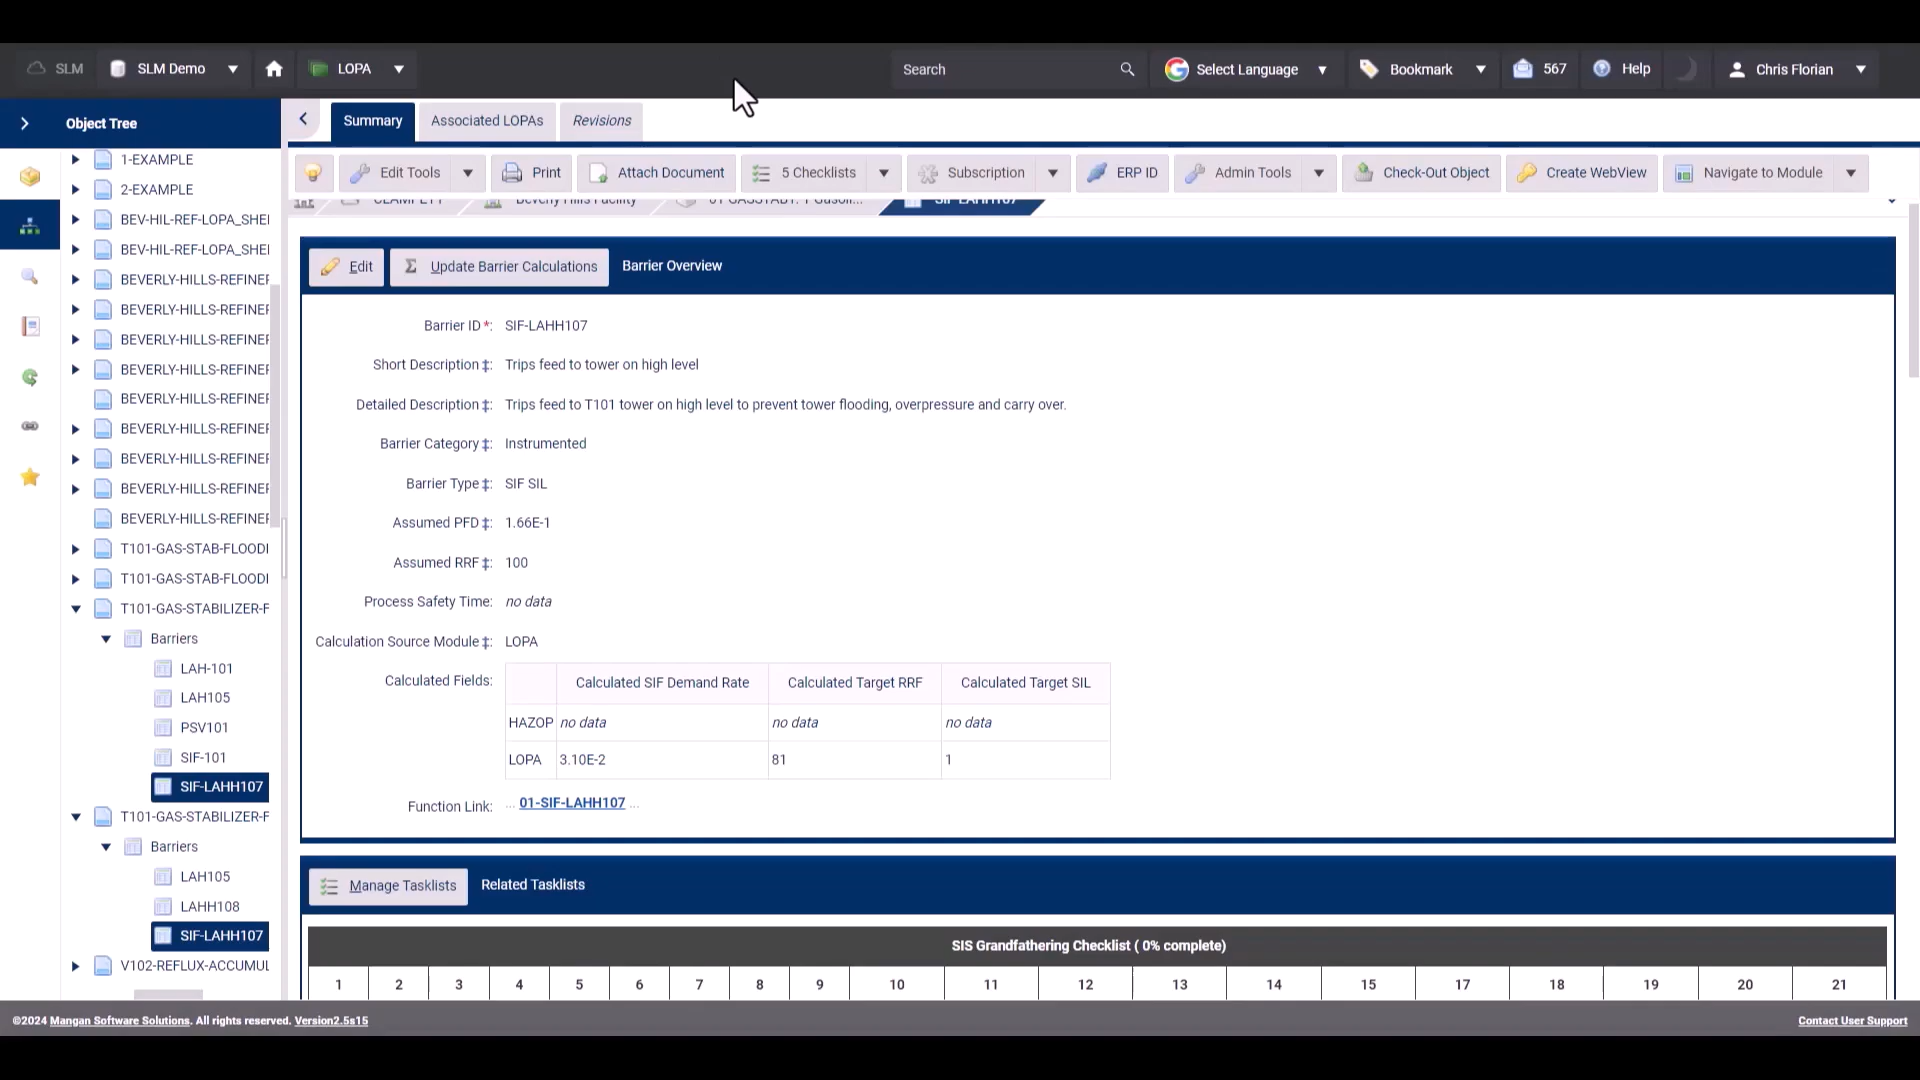 SLM
SLM Demo
LOPA
Search
Select Language
Bookmark
567
Help
Chris Florian
Object Tree
Summary
Associated LOPAs
Revisions
Edit Tools
Print
Attach Document
5 Checklists
Subscription
ERP ID
Admin Tools
Check-Out Object
Create WebView
Navigate to Module
Beverly Hills Facility
SIF-LAHH107
1-EXAMPLE
2-EXAMPLE
BEV-HIL-REF-LOPA_SHEI
BEV-HIL-REF-LOPA_SHEI
BEVERLY-HILLS-REFINEF
BEVERLY-HILLS-REFINEF
BEVERLY-HILLS-REFINEF
BEVERLY-HILLS-REFINEF
BEVERLY-HILLS-REFINEF
BEVERLY-HILLS-REFINEF
BEVERLY-HILLS-REFINEF
BEVERLY-HILLS-REFINEF
BEVERLY-HILLS-REFINEF
T101-GAS-STAB-FLOODI
T101-GAS-STAB-FLOODI
T101-GAS-STABILIZER-F
Barriers
LAH-101
LAH105
PSV101
SIF-101
SIF-LAHH107
T101-GAS-STABILIZER-F
Barriers
LAH105
LAHH108
SIF-LAHH107
V102-REFLUX-ACCUMUL
Edit
Update Barrier Calculations
Barrier Overview
Barrier ID *: SIF-LAHH107
Short Description ‡: Trips feed to tower on high level
Detailed Description ‡: Trips feed to T101 tower on high level to prevent tower flooding, overpressure and carry over.
Barrier Category ‡: Instrumented
Barrier Type ‡: SIF SIL
Assumed PFD ‡: 1.66E-1
Assumed RRF ‡: 100
Process Safety Time: no data
Calculation Source Module ‡: LOPA
Calculated Fields:
Calculated SIF Demand Rate Calculated Target RRF Calculated Target SIL
HAZOP no data no data no data
LOPA 3.10E-2 81 1
Function Link: ... 01-SIF-LAHH107 ...
Manage Tasklists
Related Tasklists
SIS Grandfathering Checklist ( 0% complete)
1 2 3 4 5 6 7 8 9 10 11 12 13 14 15 17 18 19 20 21
©2024 Mangan Software Solutions. All rights reserved. Version2.5s15
Contact User Support